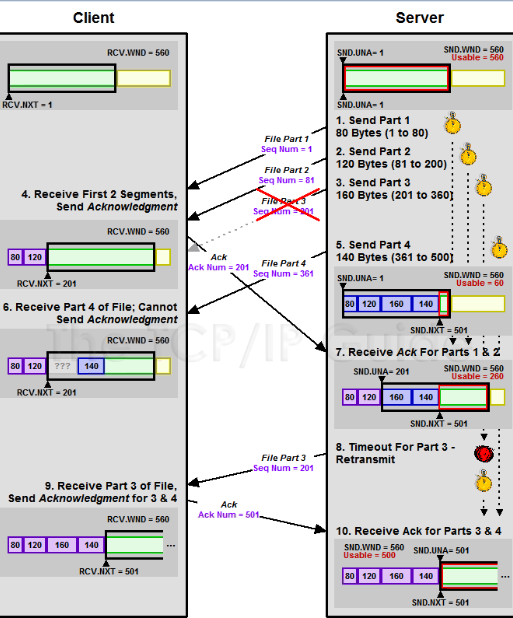 Client
Server
RCV.WND = 560
RCV.NXT = 1
SND.UNA= 1
SND.WND = 560
Usable = 560
SND.UNA= 1
1. Send Part 1
80 Bytes (1 to 80)
File Part 1
Seq Num = 1
2. Send Part 2
120 Bytes (81 to 200)
File Part 2
Seq Num = 81
3. Send Part 3
160 Bytes (201 to 360)
File Part 3
Seq Num = 201
4. Receive First 2 Segments,
Send Acknowledgment
RCV.WND = 560
80 120
RCV.NXT = 201
Ack
Ack Num = 201
5. Send Part 4
140 Bytes (361 to 500)
File Part 4
Seq Num = 361
SND.UNA= 1
SND.WND = 560
Usable = 60
80 120 160 140
SND.NXT = 501
6. Receive Part 4 of File; Cannot
Send Acknowledgment
RCV.WND = 560
80 120 ??? 140
RCV.NXT = 201
The TCP/IP Guide
7. Receive Ack For Parts 1 & 2
SND.UNA= 201
SND.WND = 560
Usable = 260
80 120 160 140
SND.NXT = 501
8. Timeout For Part 3 -
Retransmit
File Part 3
Seq Num = 201
9. Receive Part 3 of File,
Send Acknowledgment for 3 & 4
RCV.WND = 560
80 120 160 140 ...
RCV.NXT = 501
Ack
Ack Num = 501
10. Receive Ack for Parts 3 & 4
SND.WND = 560
Usable = 500
SND.UNA= 501
80 120 160 140 ...
SND.NXT = 501